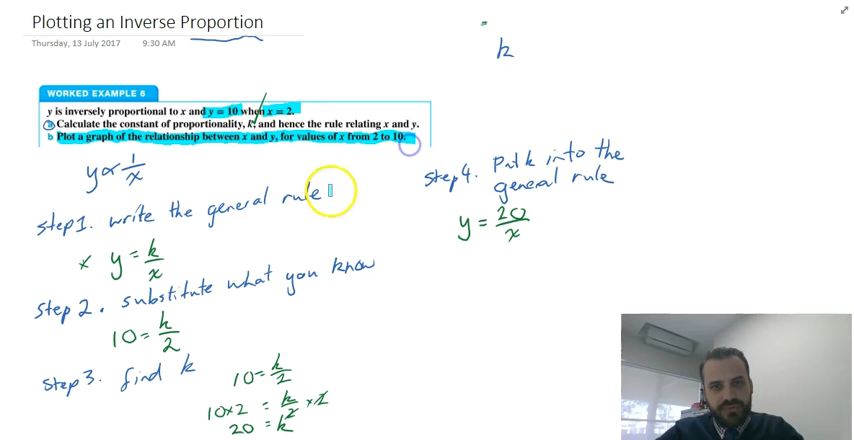 Plotting an Inverse Proportion
Thursday, 13 July 2017 9:30 AM
=
k
WORKED EXAMPLE 6
y is inversely proportional to x and y = 10 when x = 2.
a Calculate the constant of proportionality, k, and hence the rule relating x and y.
b Plot a graph of the relationship between x and y, for values of x from 2 to 10.
y ∝ 1/x
Step 1. write the general rule
* y = k/x
Step 2. substitute what you know
10 = k/2
Step 3. find k
10 = k/2
10 × 2 = k/2 × 2
20 = k
Step 4. Put k into the
general rule
y = 20/x